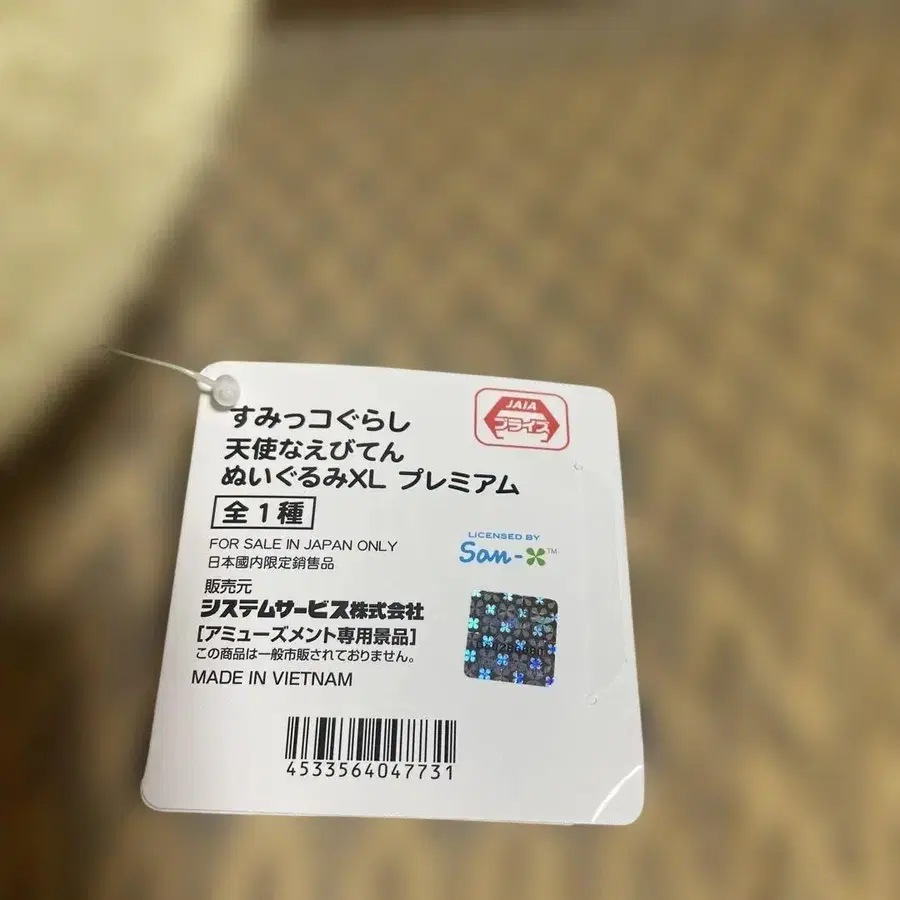 すみっコぐらし
天使なえびてん
ぬいぐるみXL プレミアム
全1種
FOR SALE IN JAPAN ONLY
日本國内限定銷售品
販売元
システムサービス株式会社
[アミューズメント専用景品]
この商品は一般市販されておりません。
MADE IN VIETNAM
4533564047731
JAIA
プライズ
LICENSED BY
San-X™